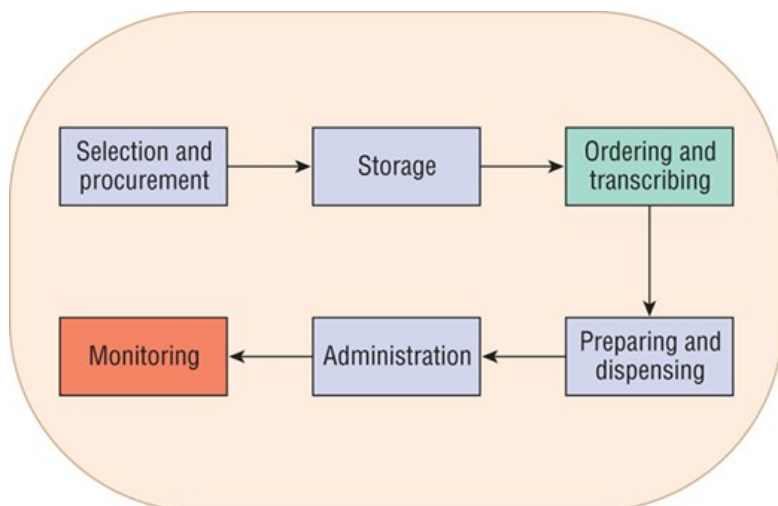 Selection and
procurement
Storage
Ordering and
transcribing
Preparing and
dispensing
Administration
Monitoring